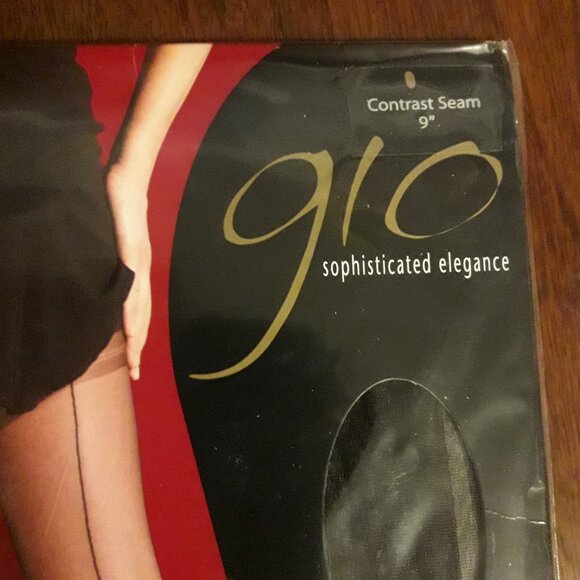 Contrast Seam
9"
gio
sophisticated elegance